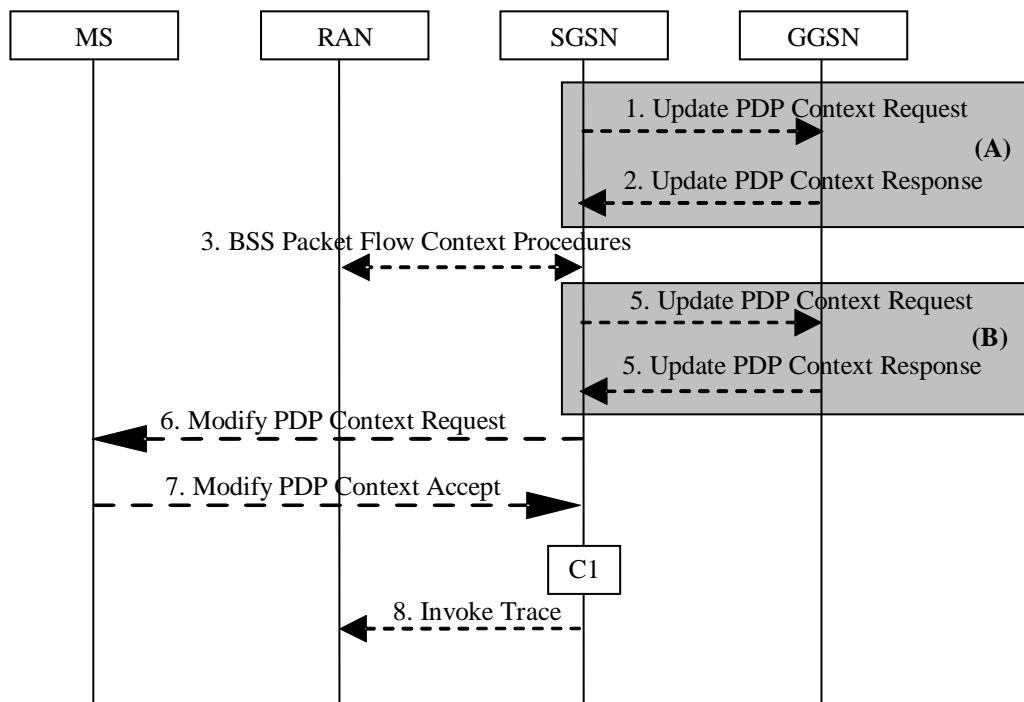 MS
RAN
SGSN
GGSN
1. Update PDP Context Request
(A)
2. Update PDP Context Response
3. BSS Packet Flow Context Procedures
5. Update PDP Context Request
(B)
5. Update PDP Context Response
6. Modify PDP Context Request
7. Modify PDP Context Accept
C1
8. Invoke Trace